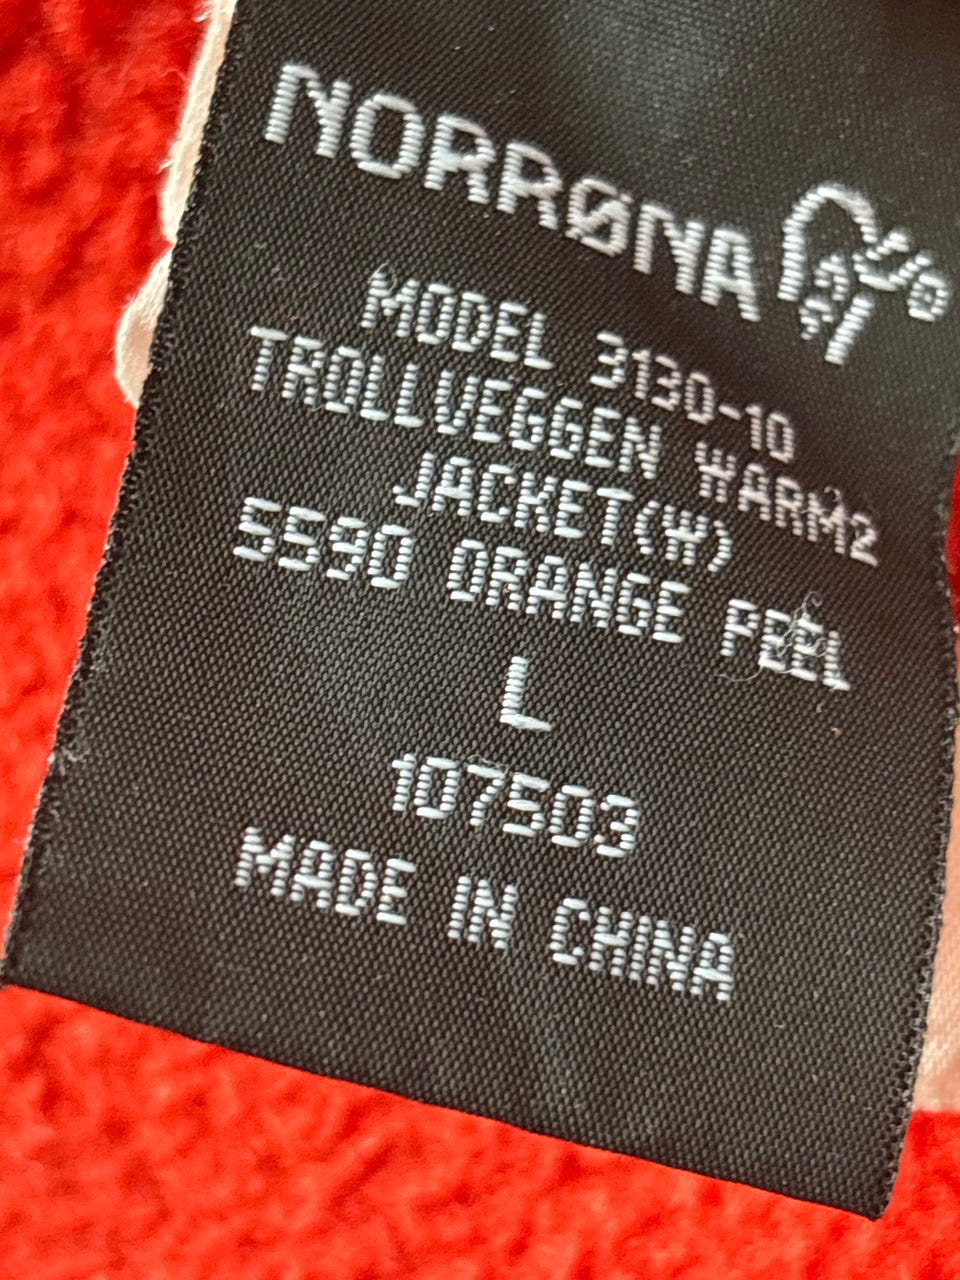 NORRØNA
MODEL 3130-10
TROLLVEGGEN WARM2
JACKET(W)
5590 ORANGE PEEL
L
107503
MADE IN CHINA